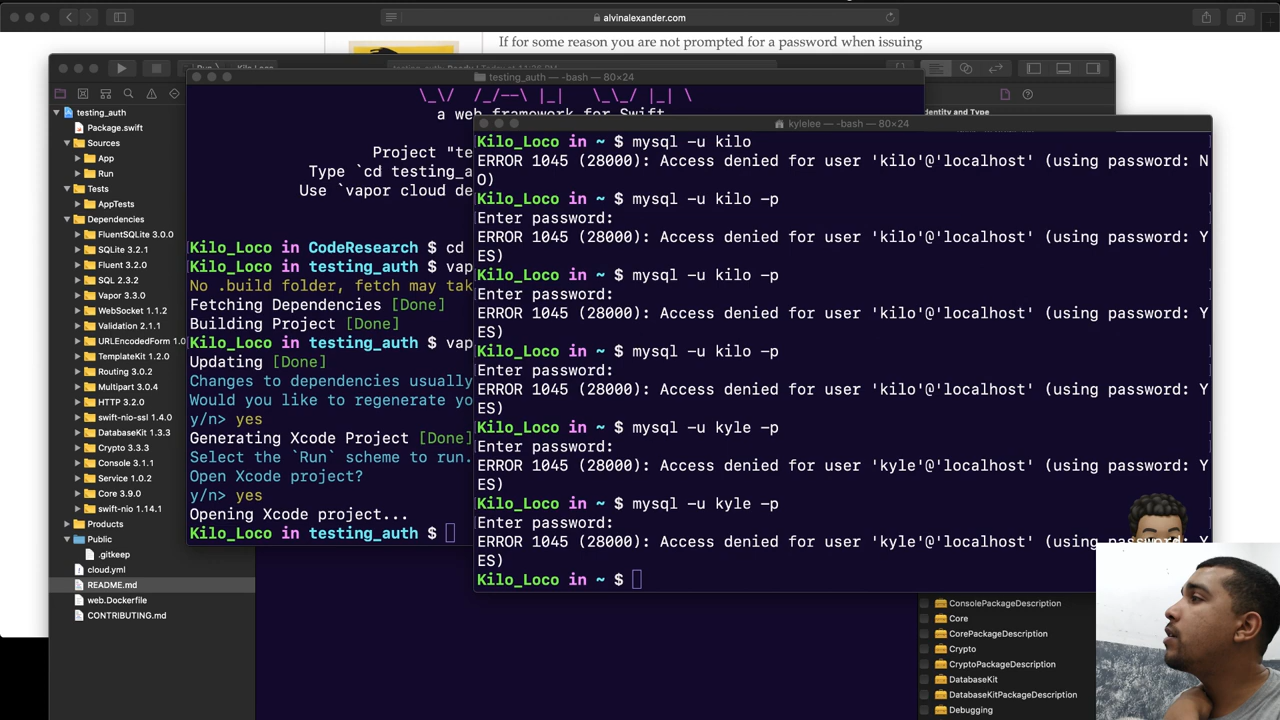 alvinalexander.com
If for some reason you are not prompted for a password when issuing
testing_auth — -bash — 80×24
a web framework for Swift
Project "te
Type `cd testing_a
Use `vapor cloud de
Kilo_Loco in CodeResearch $ cd
Kilo_Loco in testing_auth $ vap
No .build folder, fetch may tak
Fetching Dependencies [Done]
Building Project [Done]
Kilo_Loco in testing_auth $ vap
Updating [Done]
Changes to dependencies usually
Would you like to regenerate yo
y/n> yes
Generating Xcode Project [Done]
Select the `Run` scheme to run.
Open Xcode project?
y/n> yes
Opening Xcode project...
Kilo_Loco in testing_auth $
kylelee — -bash — 80×24
Kilo_Loco in ~ $ mysql -u kilo
ERROR 1045 (28000): Access denied for user 'kilo'@'localhost' (using password: N
O)
Kilo_Loco in ~ $ mysql -u kilo -p
Enter password:
ERROR 1045 (28000): Access denied for user 'kilo'@'localhost' (using password: Y
ES)
Kilo_Loco in ~ $ mysql -u kilo -p
Enter password:
ERROR 1045 (28000): Access denied for user 'kilo'@'localhost' (using password: Y
ES)
Kilo_Loco in ~ $ mysql -u kilo -p
Enter password:
ERROR 1045 (28000): Access denied for user 'kilo'@'localhost' (using password: Y
ES)
Kilo_Loco in ~ $ mysql -u kyle -p
Enter password:
ERROR 1045 (28000): Access denied for user 'kyle'@'localhost' (using password: Y
ES)
Kilo_Loco in ~ $ mysql -u kyle -p
Enter password:
ERROR 1045 (28000): Access denied for user 'kyle'@'localhost' (using password: Y
ES)
Kilo_Loco in ~ $
testing_auth
Package.swift
Sources
App
Run
Tests
AppTests
Dependencies
FluentSQLite 3.0.0
SQLite 3.2.1
Fluent 3.2.0
SQL 2.3.2
Vapor 3.3.0
WebSocket 1.1.2
Validation 2.1.1
URLEncodedForm 1.0
TemplateKit 1.2.0
Routing 3.0.2
Multipart 3.0.4
HTTP 3.2.0
swift-nio-ssl 1.4.0
DatabaseKit 1.3.3
Crypto 3.3.3
Console 3.1.1
Service 1.0.2
Core 3.9.0
swift-nio 1.14.1
Products
Public
.gitkeep
cloud.yml
README.md
web.Dockerfile
CONTRIBUTING.md
dentity and Type
ConsolePackageDescription
Core
CorePackageDescription
Crypto
CryptoPackageDescription
DatabaseKit
DatabaseKitPackageDescription
Debugging